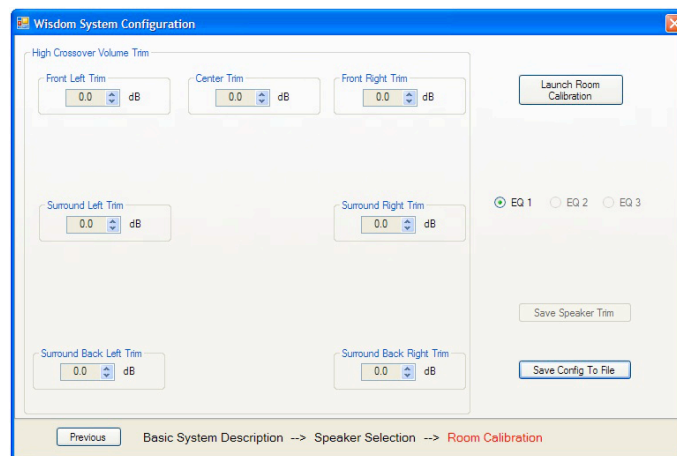 Wisdom System Configuration
High Crossover Volume Trim
Front Left Trim
0.0 dB
Center Trim
0.0 dB
Front Right Trim
0.0 dB
Launch Room
Calibration
Surround Left Trim
0.0 dB
Surround Right Trim
0.0 dB
EQ 1 EQ 2 EQ 3
Save Speaker Trim
Surround Back Left Trim
0.0 dB
Surround Back Right Trim
0.0 dB
Save Config To File
Previous Basic System Description --> Speaker Selection --> Room Calibration